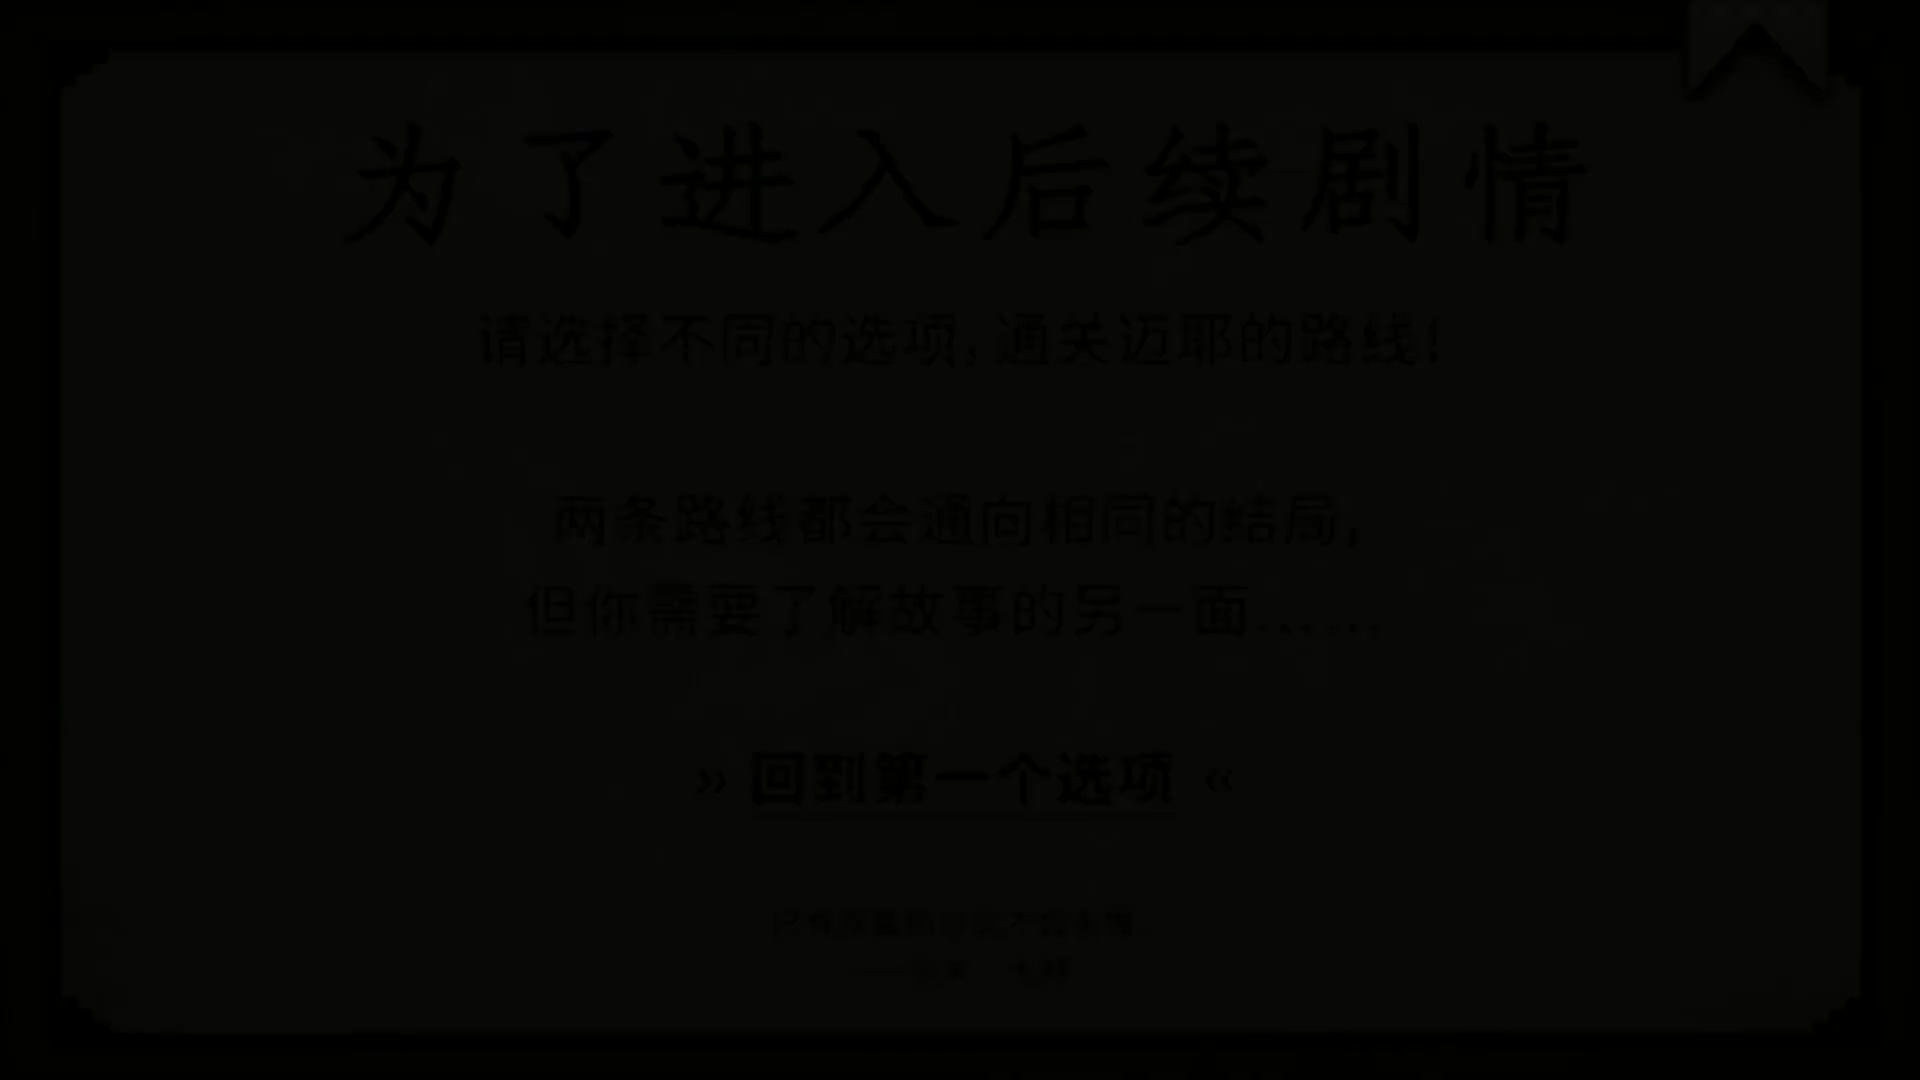 为了进入后续剧情
请选择不同的选项，通关迈耶的路线！
两条路线都会通向相同的结局，
但你需要了解故事的另一面……
» 回到第一个选项 «